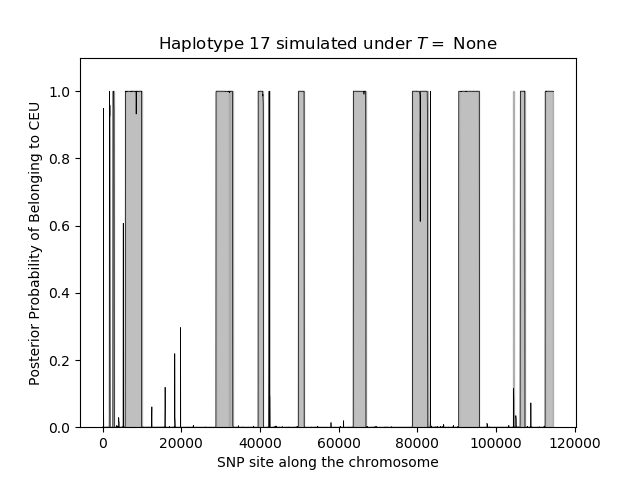 Haplotype 17 simulated under T = None
Posterior Probability of Belonging to CEU
1.0
0.8
0.6
0.4
0.2
0.0
0 20000 40000 60000 80000 100000 120000
SNP site along the chromosome